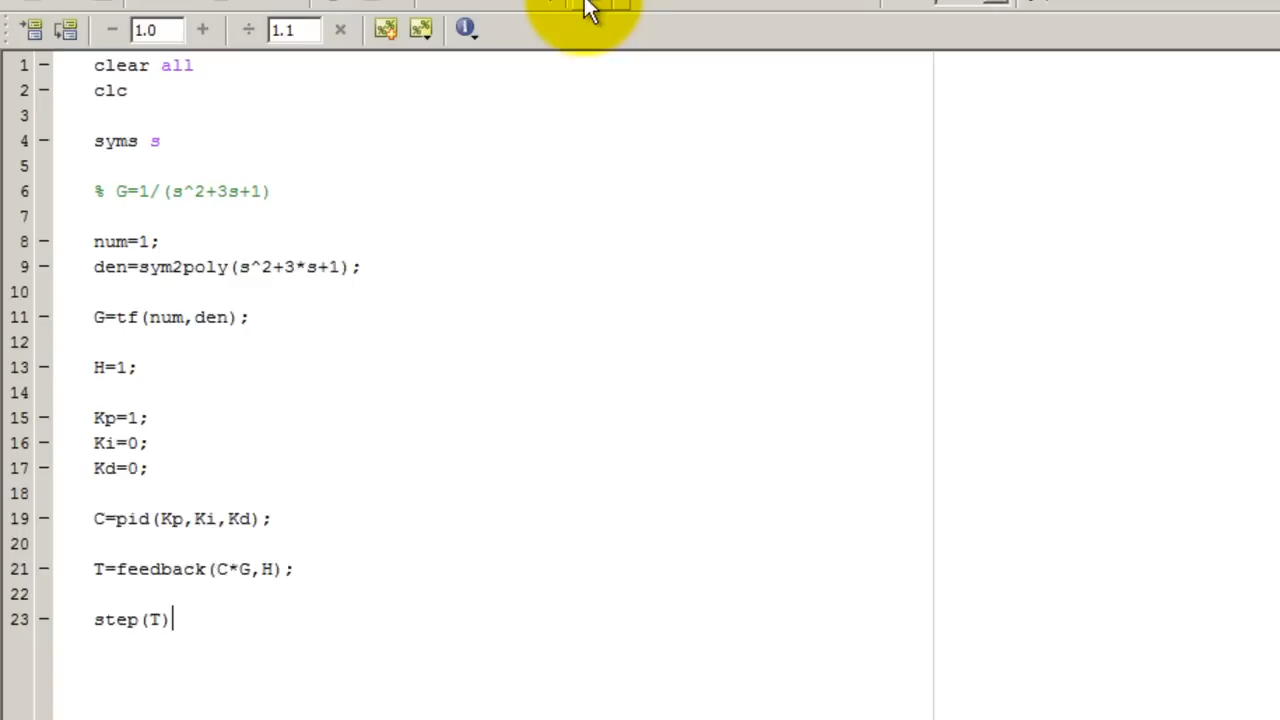 1.0
1.1
1 clear all
2 clc
3
4 syms s
5
6 % G=1/(s^2+3s+1)
7
8 num=1;
9 den=sym2poly(s^2+3*s+1);
10
11 G=tf(num,den);
12
13 H=1;
14
15 Kp=1;
16 Ki=0;
17 Kd=0;
18
19 C=pid(Kp,Ki,Kd);
20
21 T=feedback(C*G,H);
22
23 step(T)